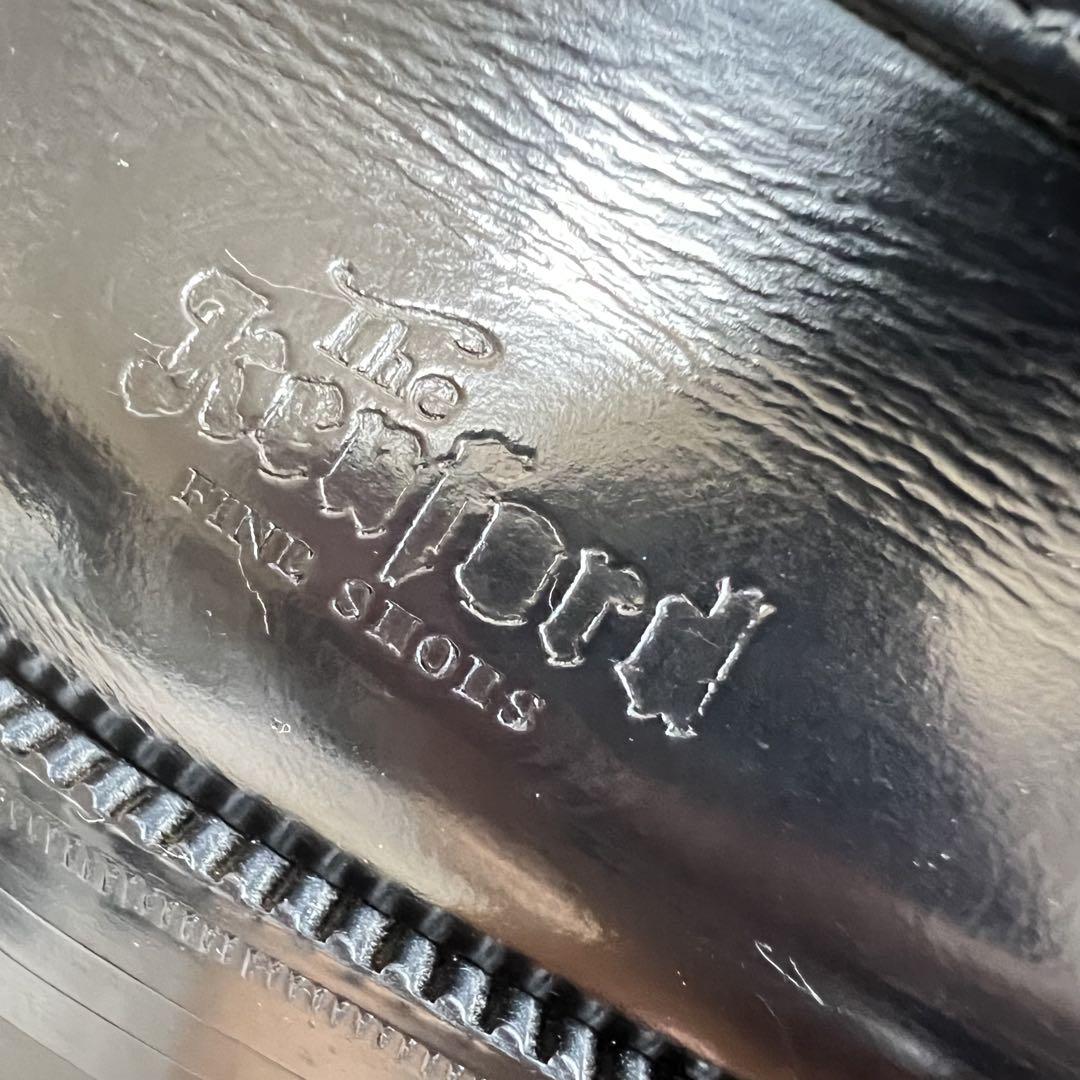 The
Kenford
FINE SHOES